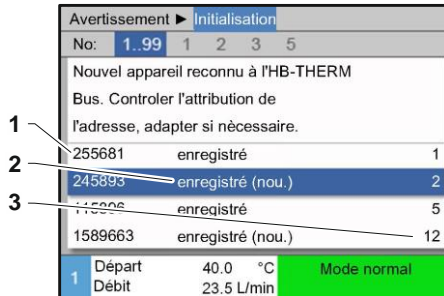 Avertissement ► Initialisation
No: 1..99 1 2 3 5
Nouvel appareil reconnu à l'HB-THERM
Bus. Controler l'attribution de
l'adresse, adapter si nècessaire.
1
255681 enregistré 1
2
245893 enregistré (nou.) 2
3
115896 enregistré 5
1589663 enregistré (nou.) 12
1 Départ 40.0 °C Mode normal
Débit 23.5 L/min